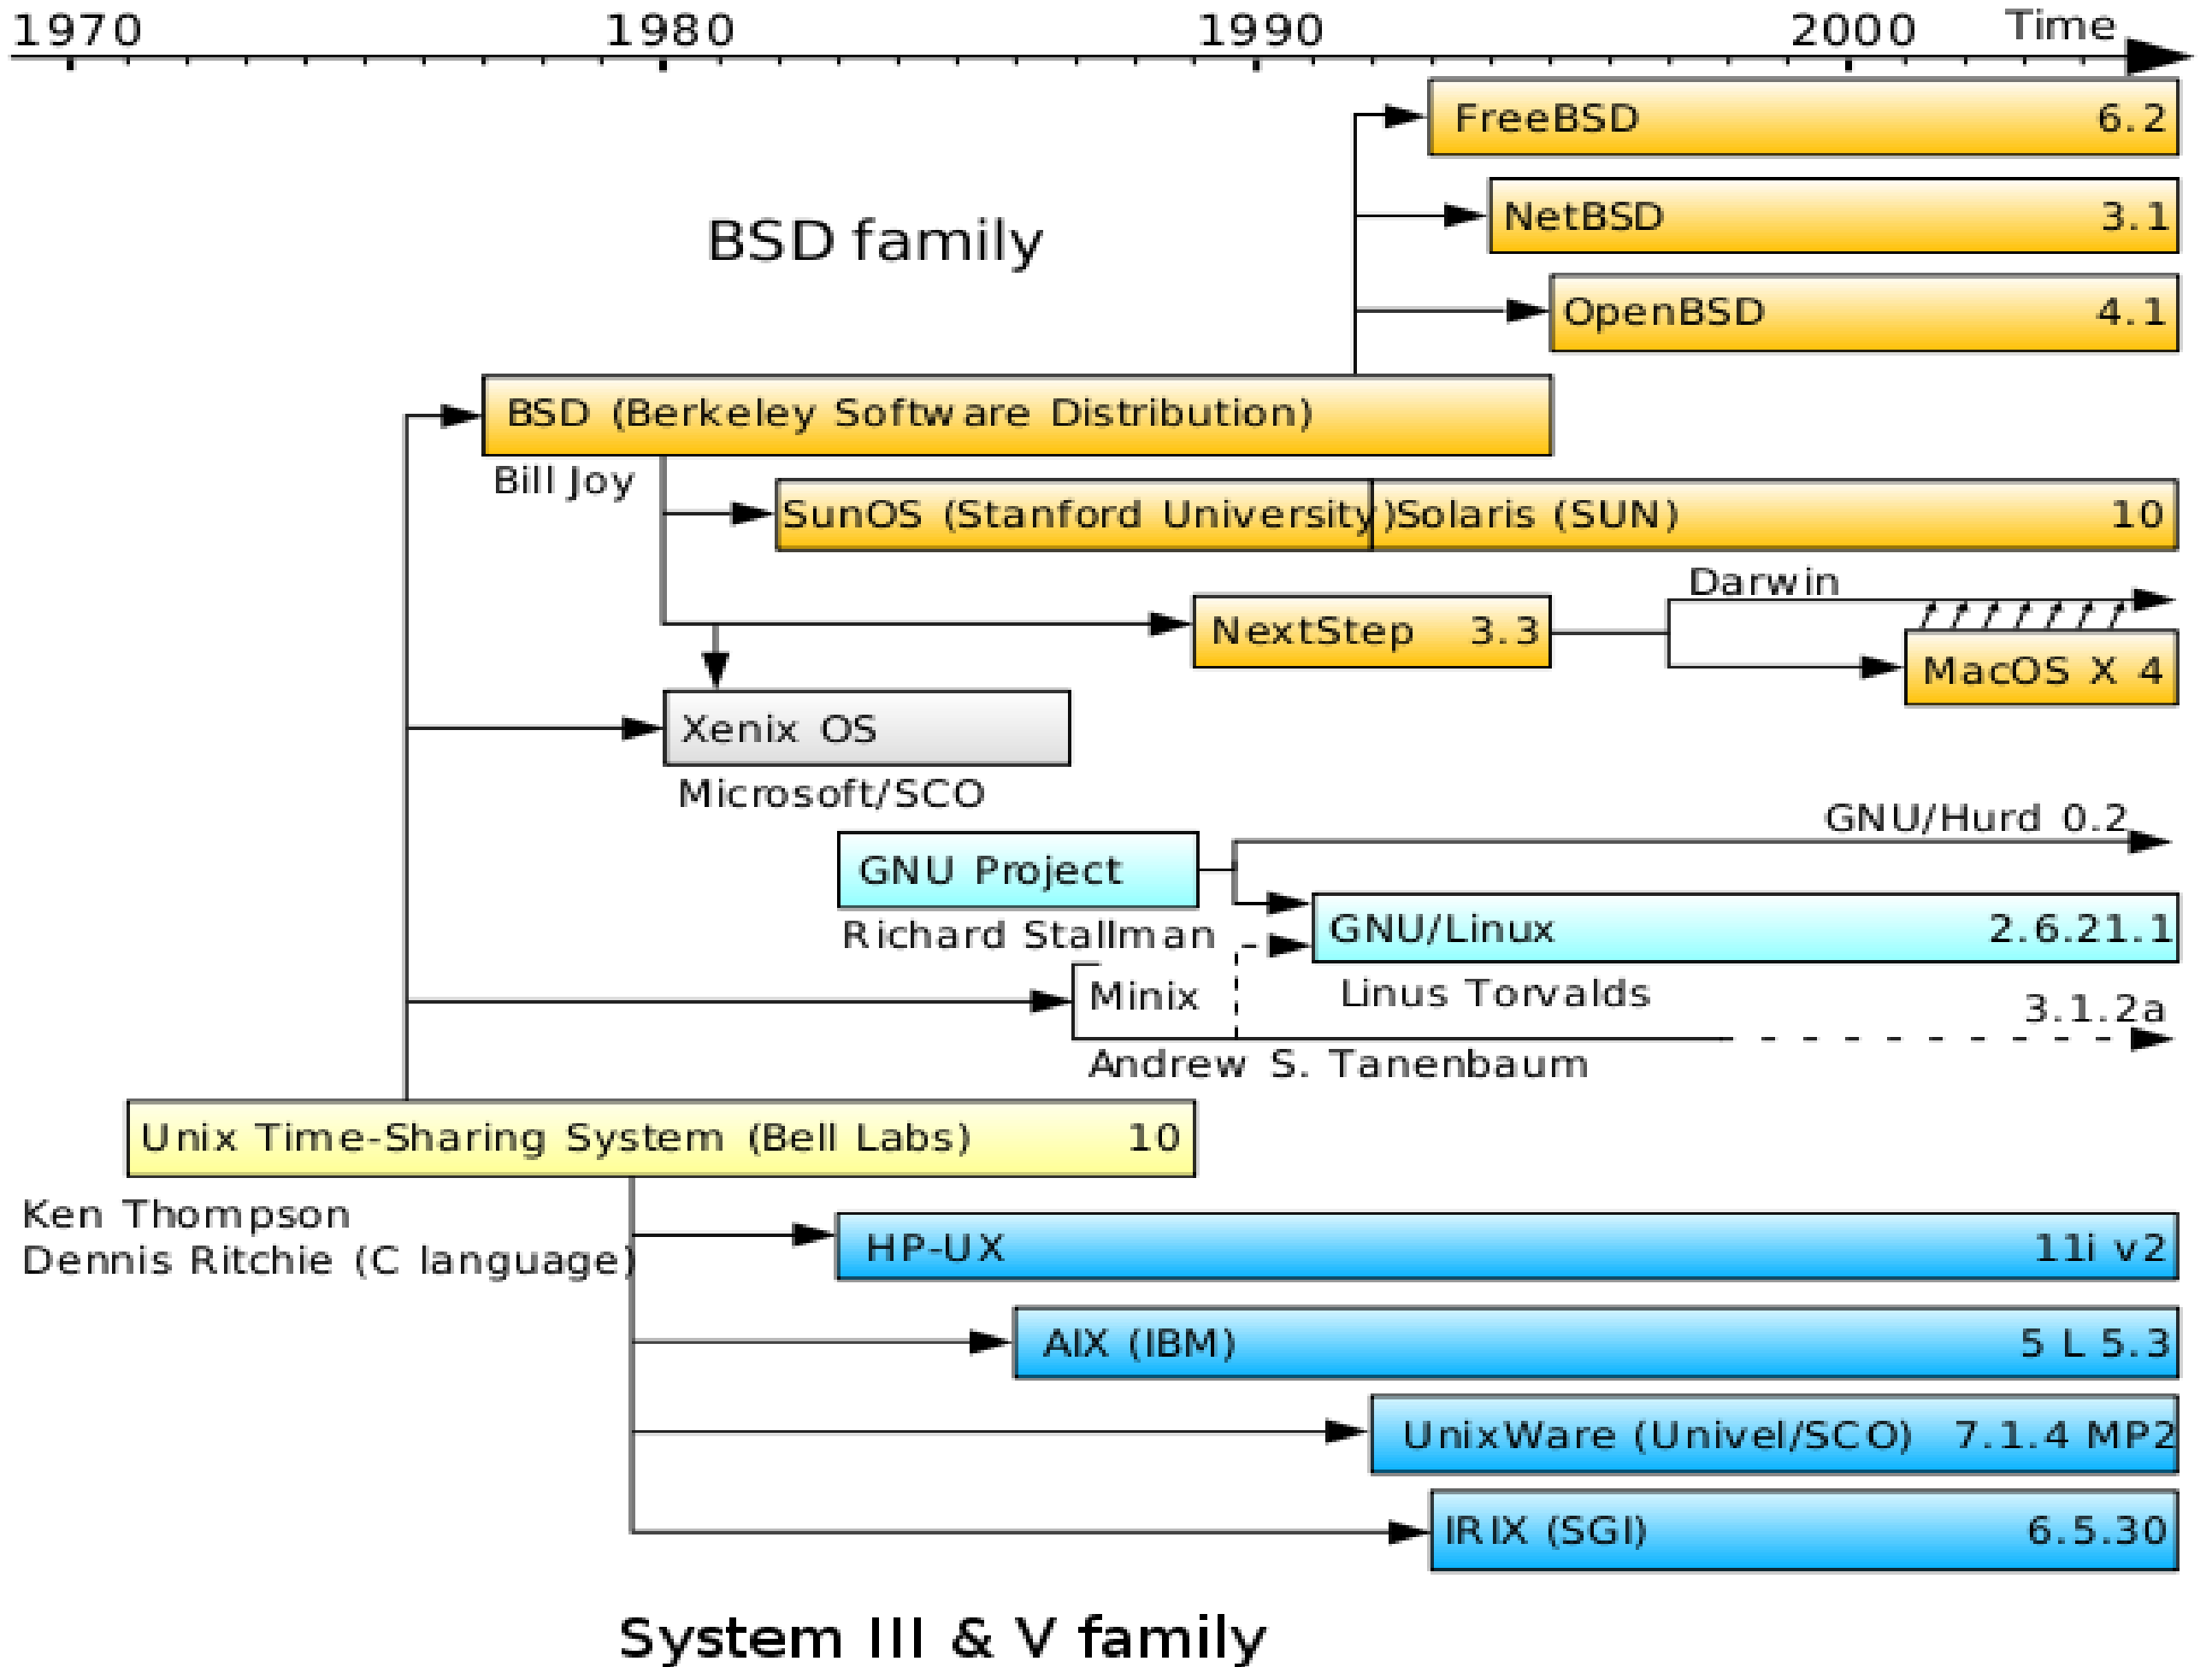 1970 1980 1990 2000 Time
FreeBSD 6.2
NetBSD 3.1
BSD family
OpenBSD 4.1
BSD (Berkeley Software Distribution)
Bill Joy
SunOS (Stanford University) Solaris (SUN) 10
Darwin
NextStep 3.3
MacOS X 4
Xenix OS
Microsoft/SCO
GNU/Hurd 0.2
GNU Project
Richard Stallman
GNU/Linux 2.6.21.1
Linus Torvalds
Minix
3.1.2a
Andrew S. Tanenbaum
Unix Time-Sharing System (Bell Labs) 10
Ken Thompson
Dennis Ritchie (C language)
HP-UX 11i v2
AIX (IBM) 5 L 5.3
UnixWare (Univel/SCO) 7.1.4 MP2
IRIX (SGI) 6.5.30
System III & V family